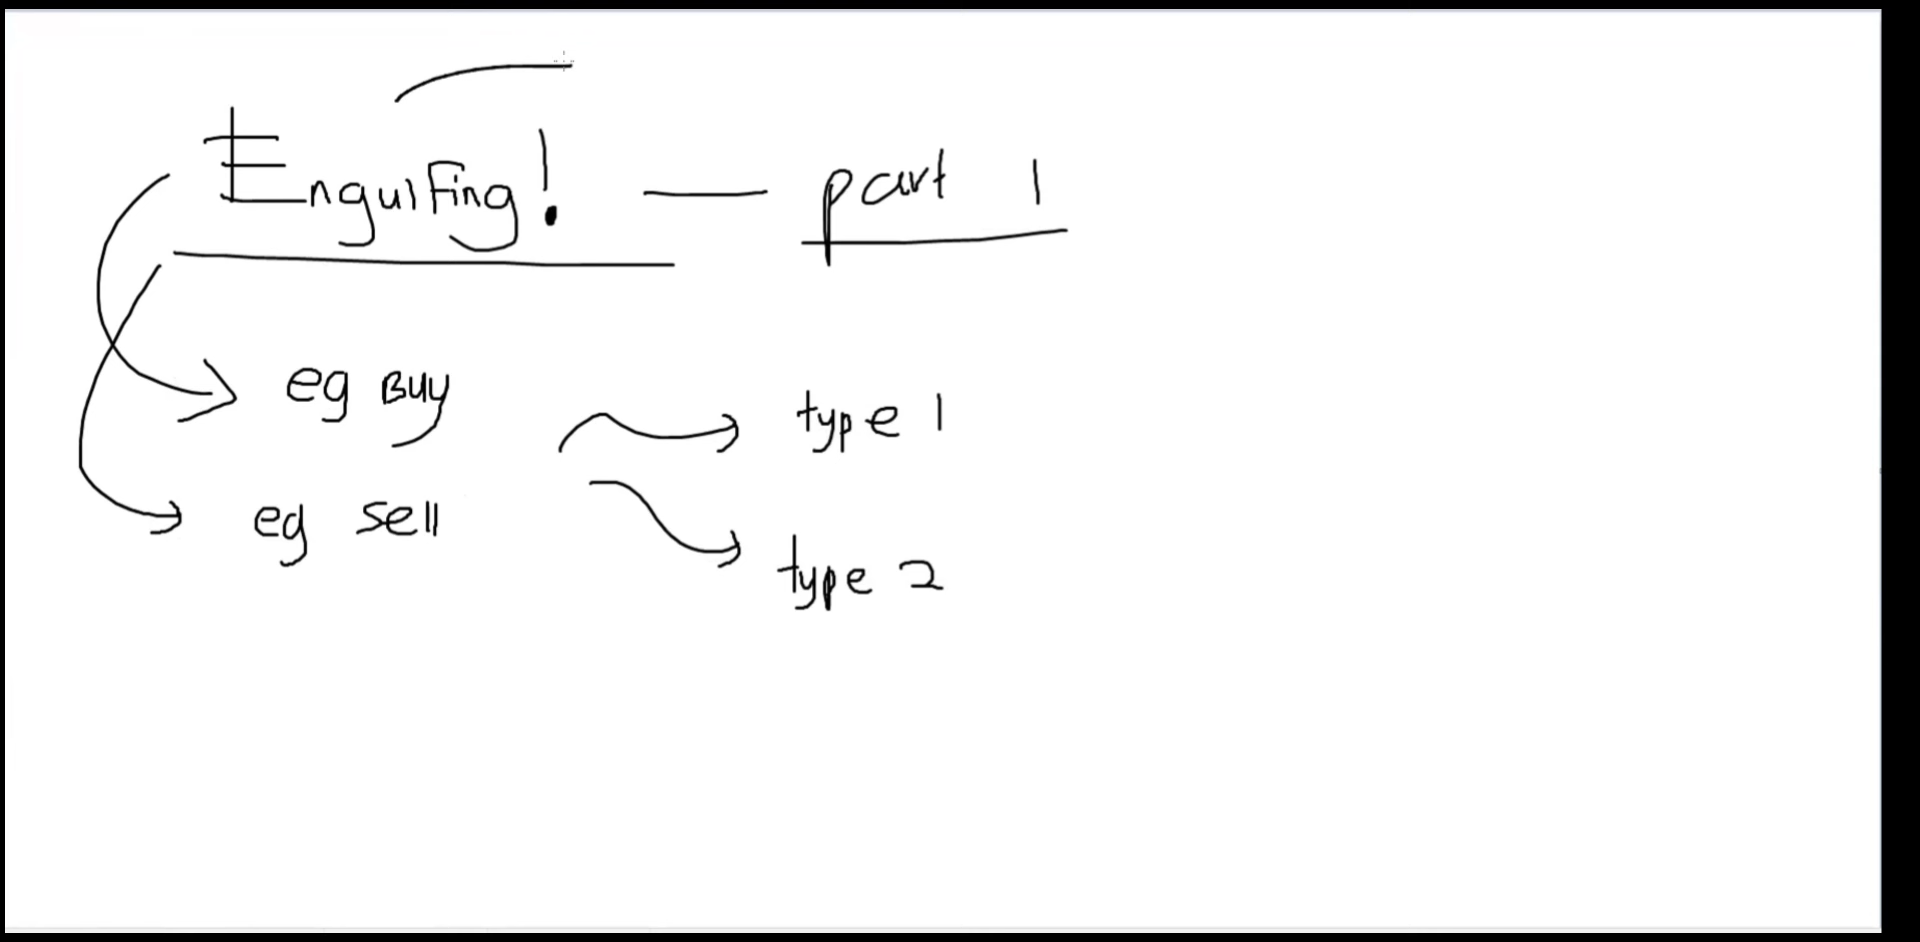 Engulfing! — part 1
eg Buy
type 1
eg sell
type 2